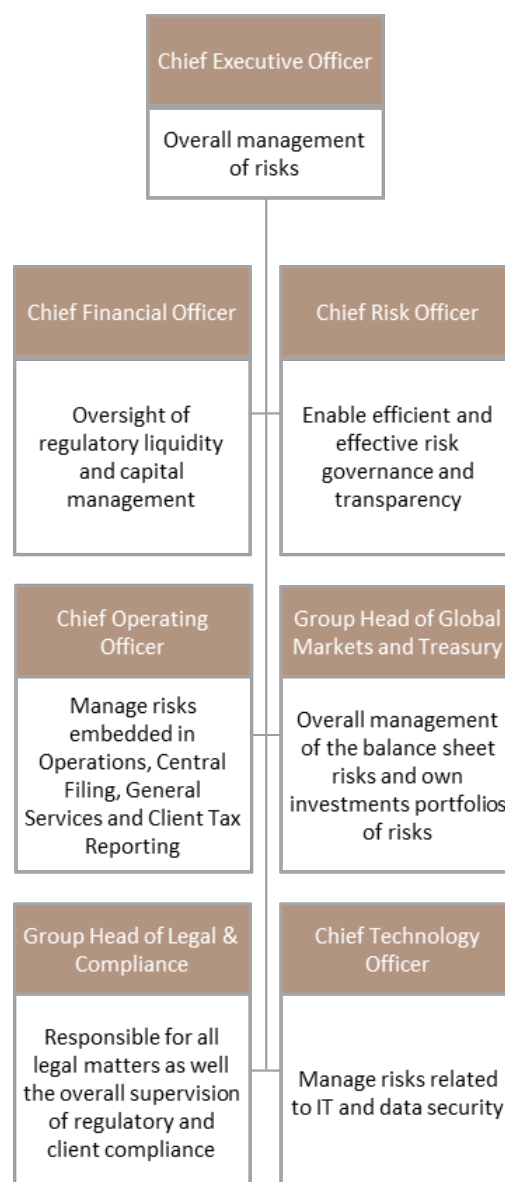 Chief Executive Officer
Overall management
of risks
Chief Financial Officer
Oversight of
regulatory liquidity
and capital
management
Chief Risk Officer
Enable efficient and
effective risk
governance and
transparency
Chief Operating
Officer
Manage risks
embedded in
Operations, Central
Filing, General
Services and Client Tax
Reporting
Group Head of Global
Markets and Treasury
Overall management
of the balance sheet
risks and own
investments portfolios
of risks
Group Head of Legal &
Compliance
Responsible for all
legal matters as well
the overall supervision
of regulatory and
client compliance
Chief Technology
Officer
Manage risks related
to IT and data security